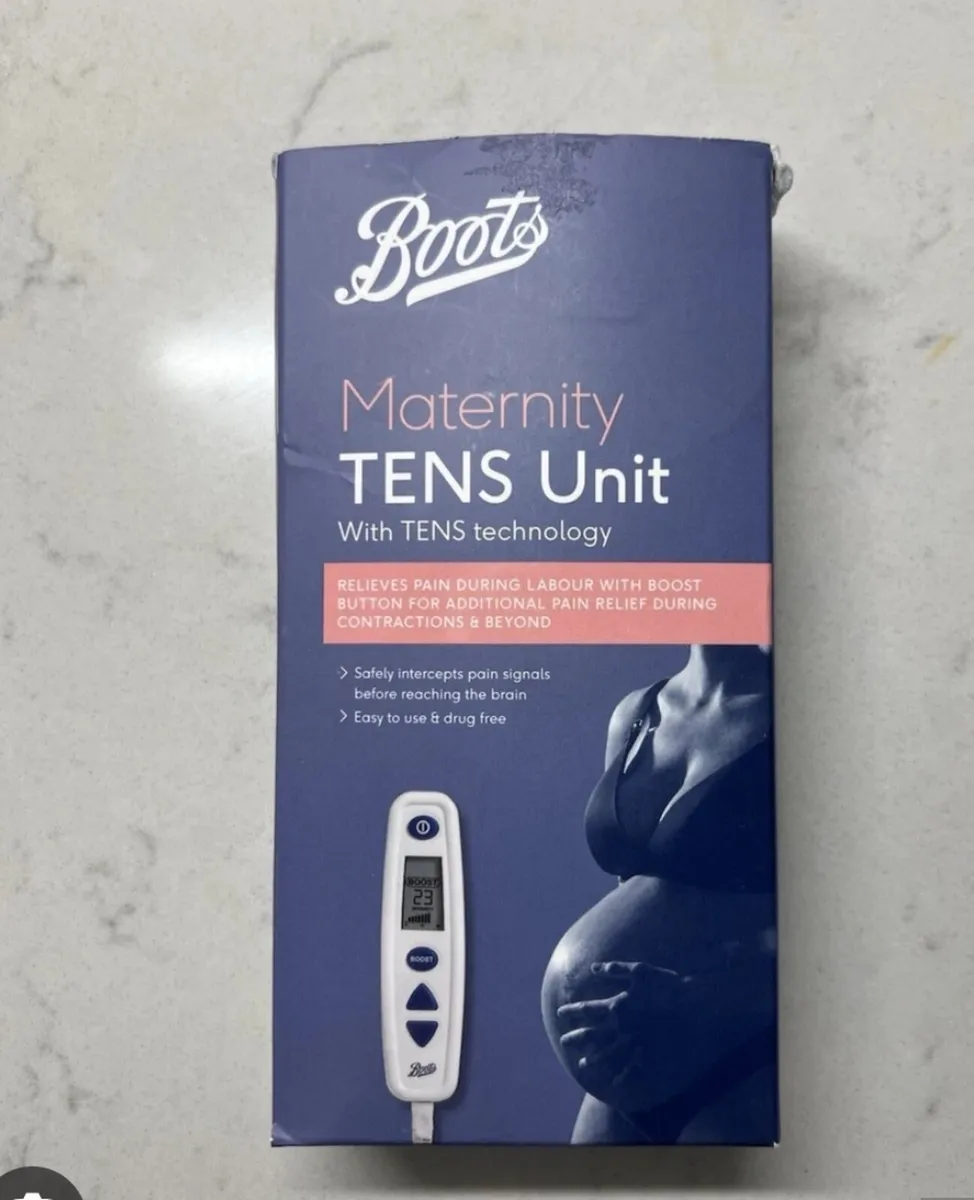 Boots
Maternity
TENS Unit
With TENS technology
RELIEVES PAIN DURING LABOUR WITH BOOST
BUTTON FOR ADDITIONAL PAIN RELIEF DURING
CONTRACTIONS & BEYOND
> Safely intercepts pain signals
before reaching the brain
> Easy to use & drug free
BOOST
23
BOOST
Boots